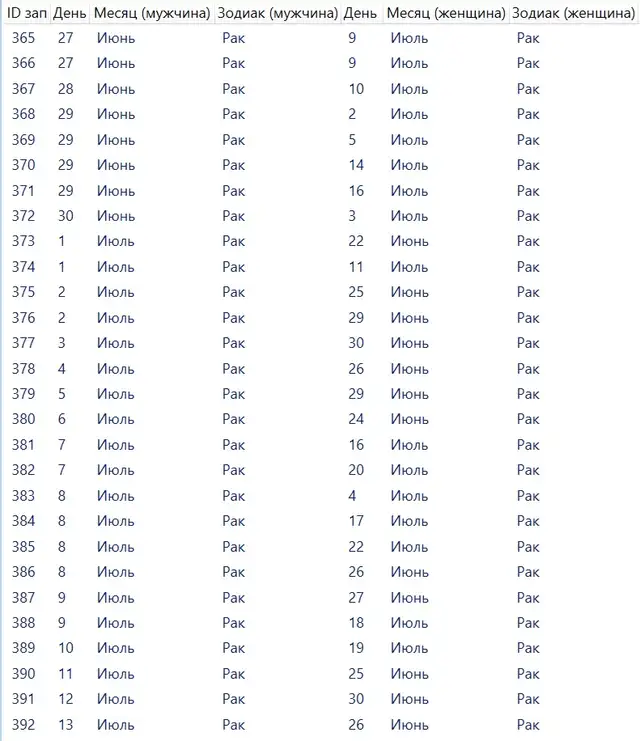 ID зап День Месяц (мужчина) Зодиак (мужчина) День Месяц (женщина) Зодиак (женщина)
365 27 Июнь Рак 9 Июль Рак
366 27 Июнь Рак 9 Июль Рак
367 28 Июнь Рак 10 Июль Рак
368 29 Июнь Рак 2 Июль Рак
369 29 Июнь Рак 5 Июль Рак
370 29 Июнь Рак 14 Июль Рак
371 29 Июнь Рак 16 Июль Рак
372 30 Июнь Рак 3 Июль Рак
373 1 Июль Рак 22 Июнь Рак
374 1 Июль Рак 11 Июль Рак
375 2 Июль Рак 25 Июнь Рак
376 2 Июль Рак 29 Июнь Рак
377 3 Июль Рак 30 Июнь Рак
378 4 Июль Рак 26 Июнь Рак
379 5 Июль Рак 29 Июнь Рак
380 6 Июль Рак 24 Июнь Рак
381 7 Июль Рак 16 Июль Рак
382 7 Июль Рак 20 Июль Рак
383 8 Июль Рак 4 Июль Рак
384 8 Июль Рак 17 Июль Рак
385 8 Июль Рак 22 Июль Рак
386 8 Июль Рак 26 Июнь Рак
387 9 Июль Рак 27 Июнь Рак
388 9 Июль Рак 18 Июль Рак
389 10 Июль Рак 19 Июль Рак
390 11 Июль Рак 25 Июнь Рак
391 12 Июль Рак 30 Июнь Рак
392 13 Июль Рак 26 Июнь Рак